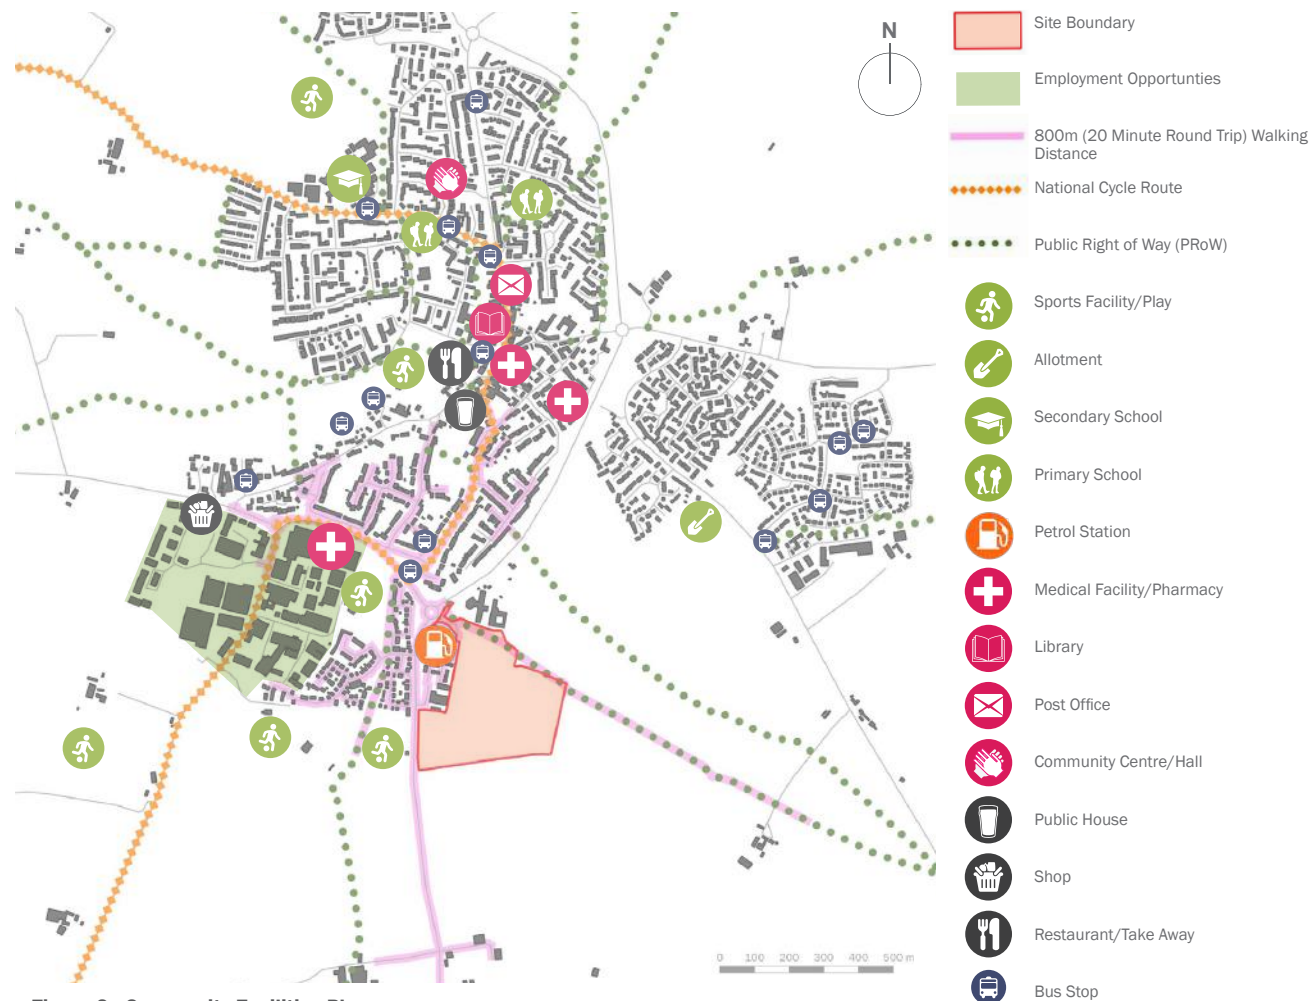 N
Site Boundary
Employment Opportunties
800m (20 Minute Round Trip) Walking
Distance
National Cycle Route
Public Right of Way (PRoW)
Sports Facility/Play
Allotment
Secondary School
Primary School
Petrol Station
Medical Facility/Pharmacy
Library
Post Office
Community Centre/Hall
Public House
Shop
Restaurant/Take Away
Bus Stop
0 100 200 300 400 500 m